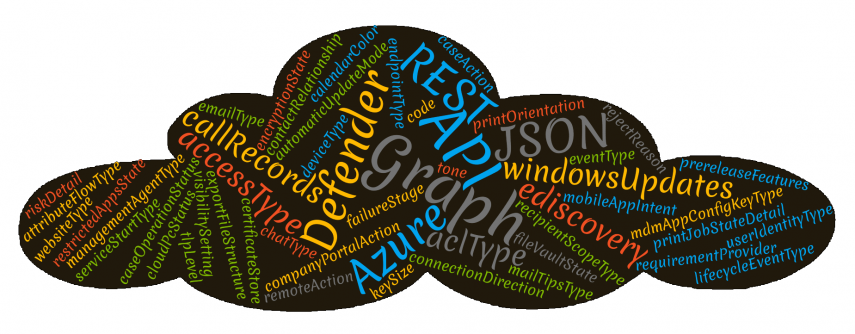 riskDetail
attributeFlowType
websiteType
restrictedAppsState
managementAgentType
serviceStartType
caseOperationStatus
cloudPcStatus
visibilitySetting
tlpLevel
exportFileStructure
certificateStore
emailType
callRecords
accessType
encryptionState
contactRelationship
calendarColor
automaticUpdateMode
deviceType
chatType
Defender
endpointType
code
REST
API
caseAction
Graph
tone
failureStage
companyPortalAction
remoteAction
Azure
keySize
aclType
connectionDirection
printOrientation
JSON
rejectReason
eventType
windowsUpdates
ediscovery
mobileAppIntent
recipientScopeType
fileVaultState
mailTipsType
prereleaseFeatures
mdmAppConfigKeyType
printJobStateDetail
userIdentityType
requirementProvider
lifecycleEventType